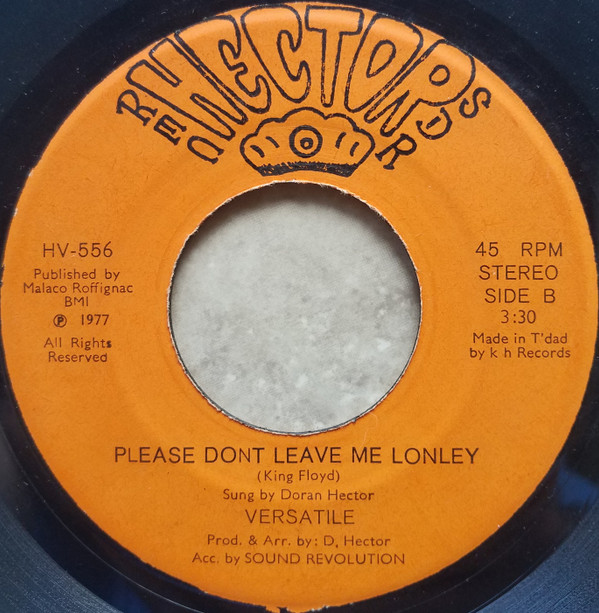 HECTOR
RECORDS
HV-556
Published by
Malaco Roffignac
BMI
℗ 1977
All Rights
Reserved
45 RPM
STEREO
SIDE B
3:30
Made in T'dad
by k h Records
PLEASE DONT LEAVE ME LONLEY
(King Floyd)
Sung by Doran Hector
VERSATILE
Prod. & Arr. by: D, Hector
Acc. by SOUND REVOLUTION